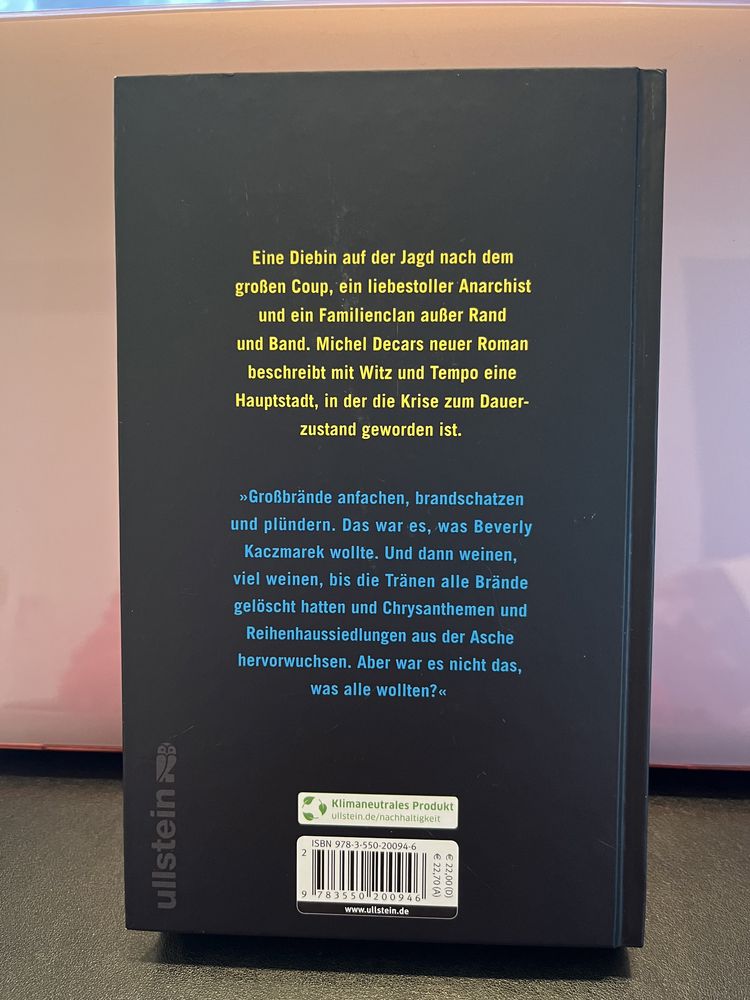 Eine Diebin auf der Jagd nach dem
großen Coup, ein liebestoller Anarchist
und ein Familienclan außer Rand
und Band. Michel Decars neuer Roman
beschreibt mit Witz und Tempo eine
Hauptstadt, in der die Krise zum Dauer-
zustand geworden ist.
»Großbrände anfachen, brandschatzen
und plündern. Das war es, was Beverly
Kaczmarek wollte. Und dann weinen,
viel weinen, bis die Tränen alle Brände
gelöscht hatten und Chrysanthemen und
Reihenhaussiedlungen aus der Asche
hervorwuchsen. Aber war es nicht das,
was alle wollten?«
ullstein
Klimaneutrales Produkt
ullstein.de/nachhaltigkeit
ISBN 978-3-550-20094-6
2
€ 22,00 (D)
€ 22,70 (A)
9 783550 200946
www.ullstein.de